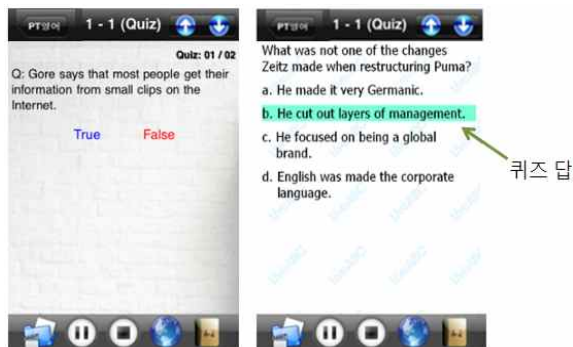 PT영어
1 - 1 (Quiz)
Quiz: 01 / 02
Q: Gore says that most people get their
information from small clips on the
Internet.
True False
PT영어
1 - 1 (Quiz)
What was not one of the changes
Zeitz made when restructuring Puma?
a. He made it very Germanic.
b. He cut out layers of management.
c. He focused on being a global
brand.
d. English was made the corporate
language.
퀴즈 답
A-Z
A-Z